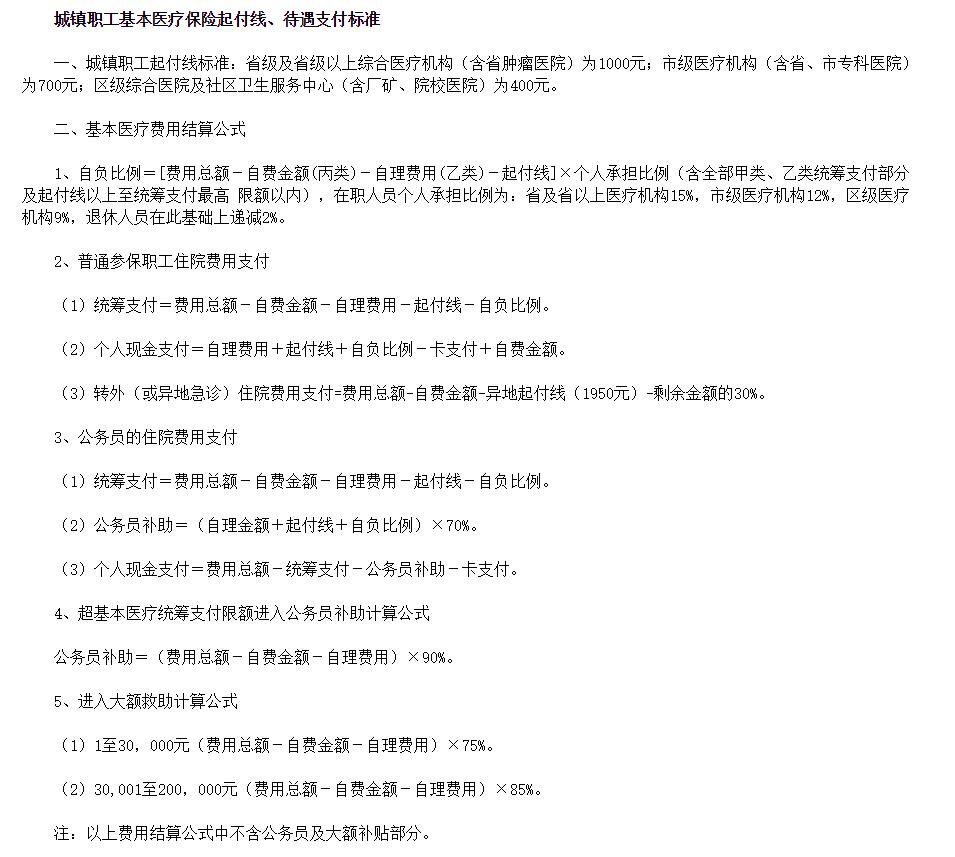 城镇职工基本医疗保险起付线、待遇支付标准
一、城镇职工起付线标准：省级及省级以上综合医疗机构（含省肿瘤医院）为1000元；市级医疗机构（含省、市专科医院）
为700元；区级综合医院及社区卫生服务中心（含厂矿、院校医院）为400元。
二、基本医疗费用结算公式
1、自负比例＝[费用总额－自费金额(丙类)－自理费用(乙类)－起付线]×个人承担比例（含全部甲类、乙类统筹支付部分
及起付线以上至统筹支付最高 限额以内），在职人员个人承担比例为：省及省以上医疗机构15%，市级医疗机构12%，区级医疗
机构9%，退休人员在此基础上递减2%。
2、普通参保职工住院费用支付
（1）统筹支付＝费用总额－自费金额－自理费用－起付线－自负比例。
（2）个人现金支付＝自理费用＋起付线＋自负比例－卡支付＋自费金额。
（3）转外（或异地急诊）住院费用支付=费用总额-自费金额-异地起付线（1950元）-剩余金额的30%。
3、公务员的住院费用支付
（1）统筹支付＝费用总额－自费金额－自理费用－起付线－自负比例。
（2）公务员补助＝（自理金额＋起付线＋自负比例）×70%。
（3）个人现金支付＝费用总额－统筹支付－公务员补助－卡支付。
4、超基本医疗统筹支付限额进入公务员补助计算公式
公务员补助＝（费用总额－自费金额－自理费用）×90%。
5、进入大额救助计算公式
（1）1至30，000元（费用总额－自费金额－自理费用）×75%。
（2）30,001至200，000元（费用总额－自费金额－自理费用）×85%。
注：以上费用结算公式中不含公务员及大额补贴部分。